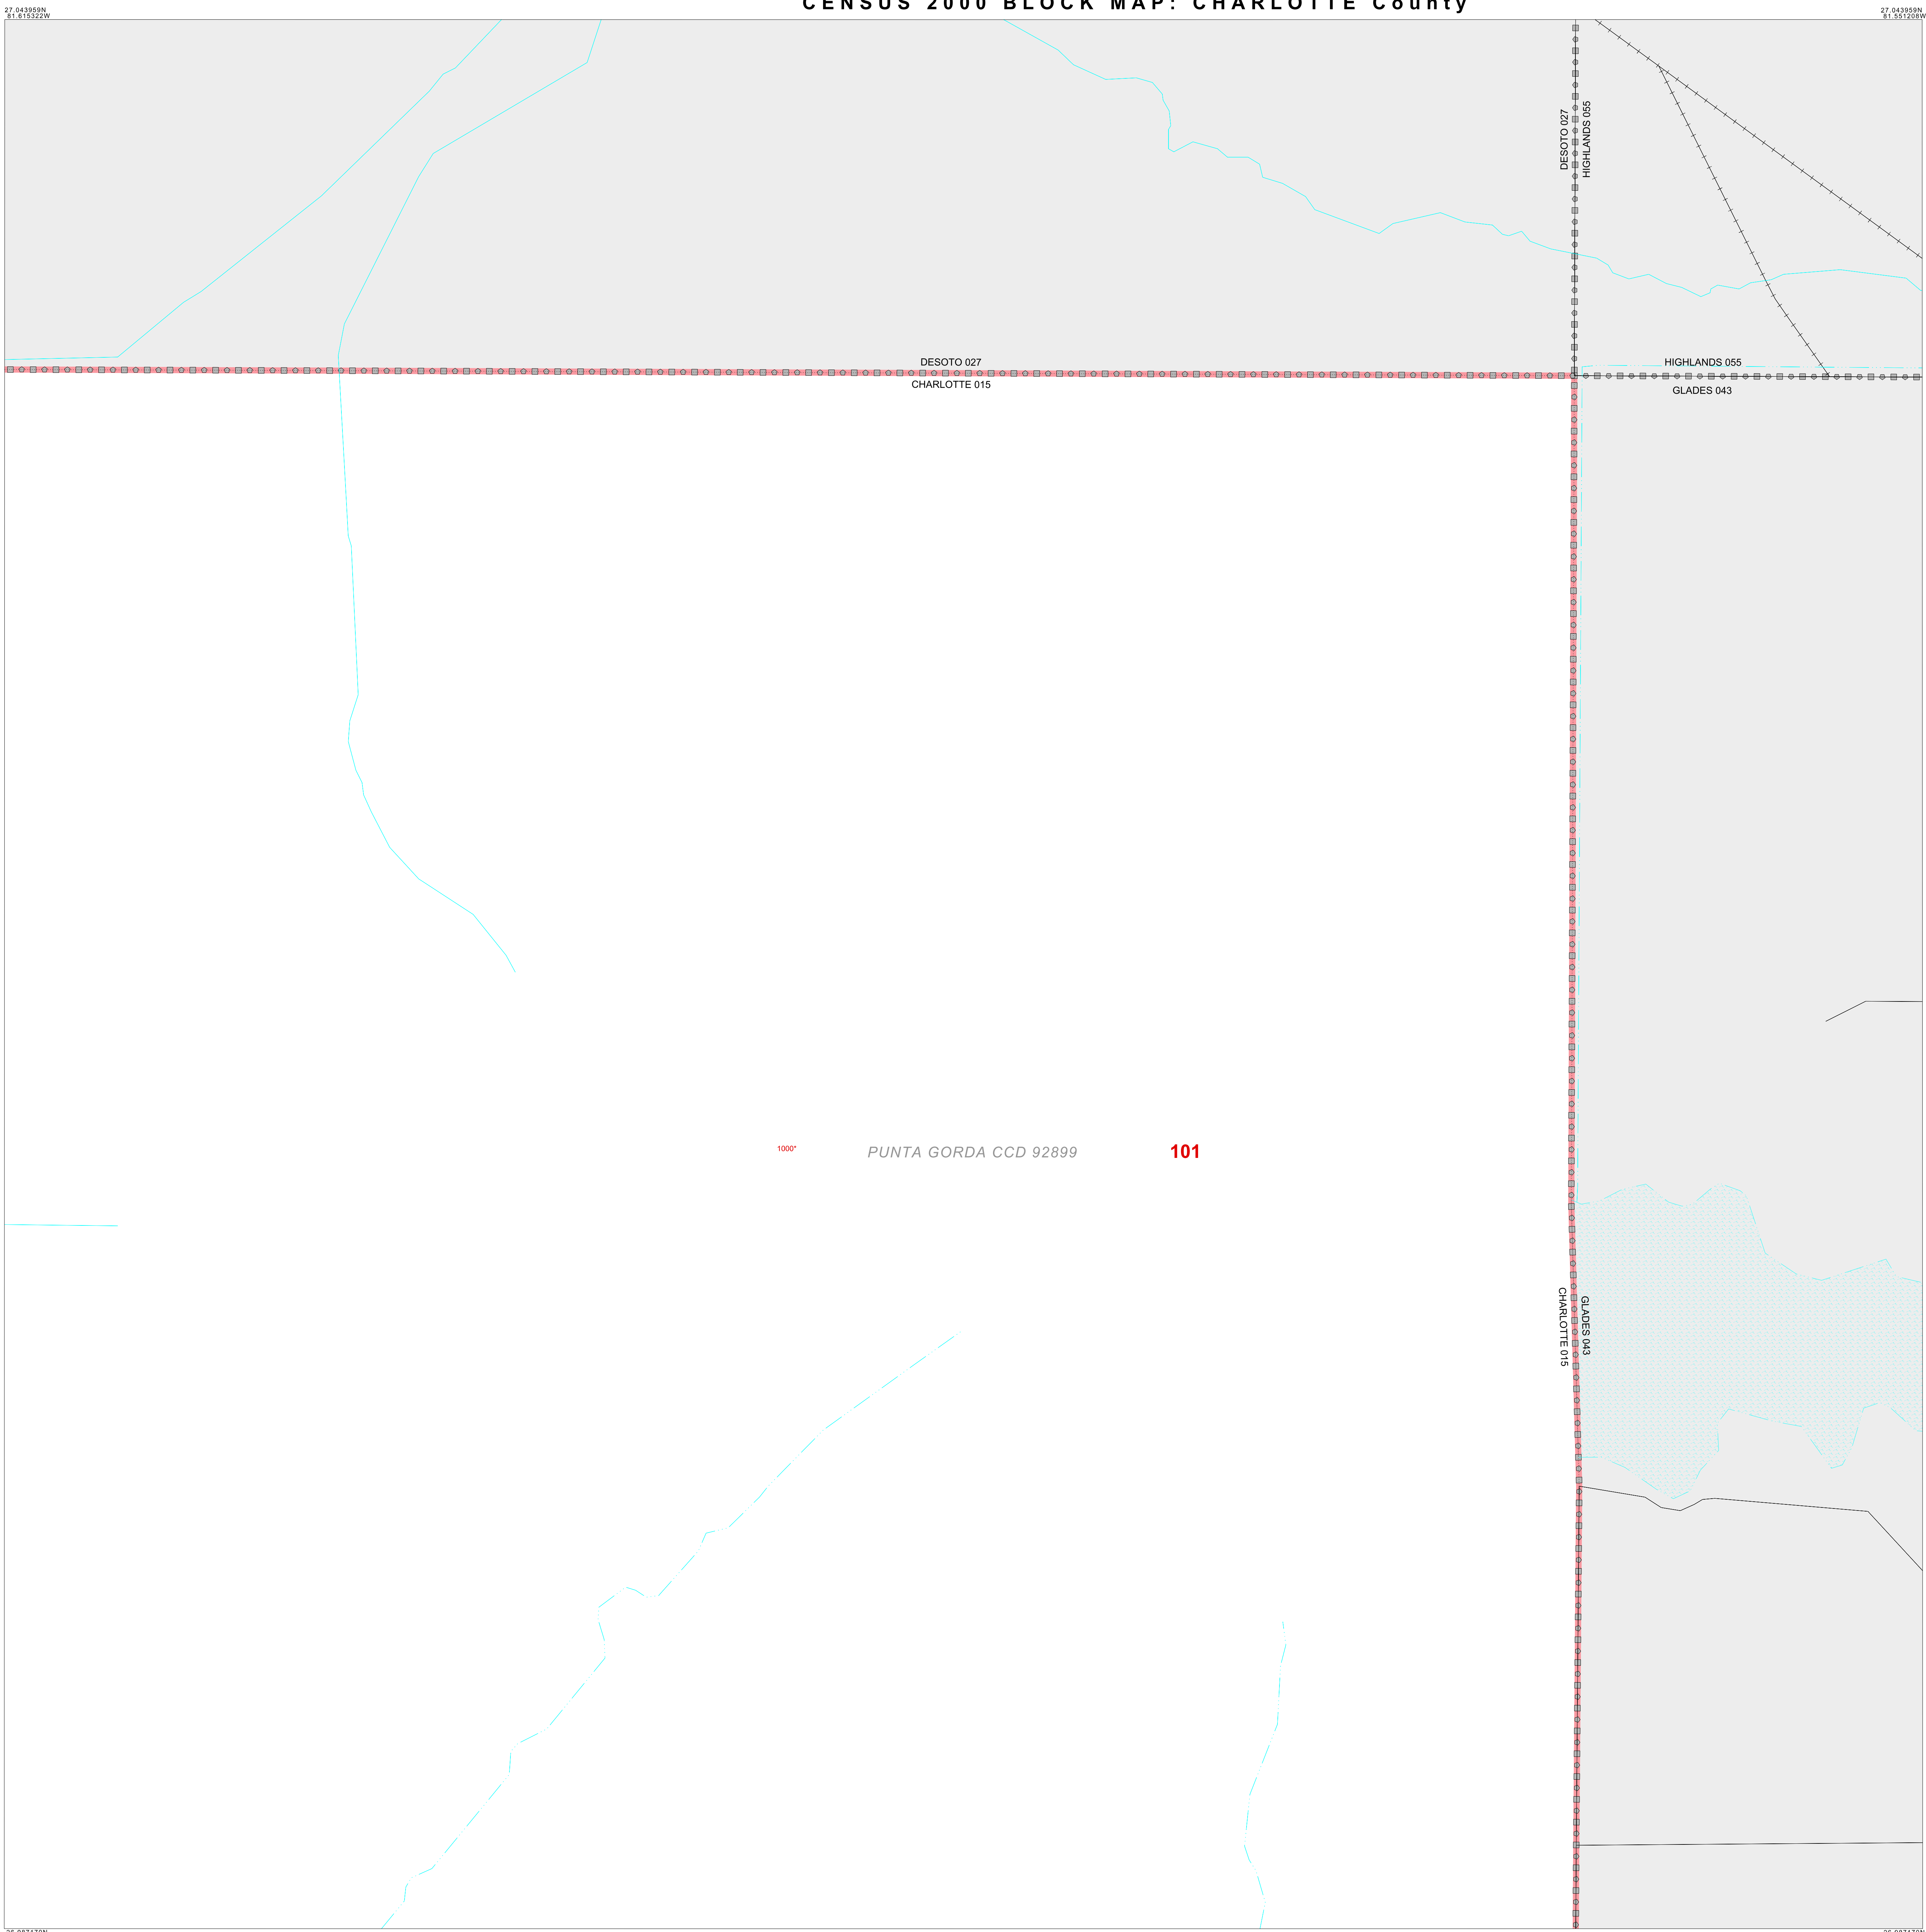 CENSUS 2000 BLOCK MAP: CHARLOTTE County
27.043959N
81.615322W
27.043959N
81.551208W
DESOTO 027
HIGHLANDS 055
DESOTO 027
CHARLOTTE 015
HIGHLANDS 055
GLADES 043
1000*
PUNTA GORDA CCD 92899
101
CHARLOTTE 015
GLADES 043